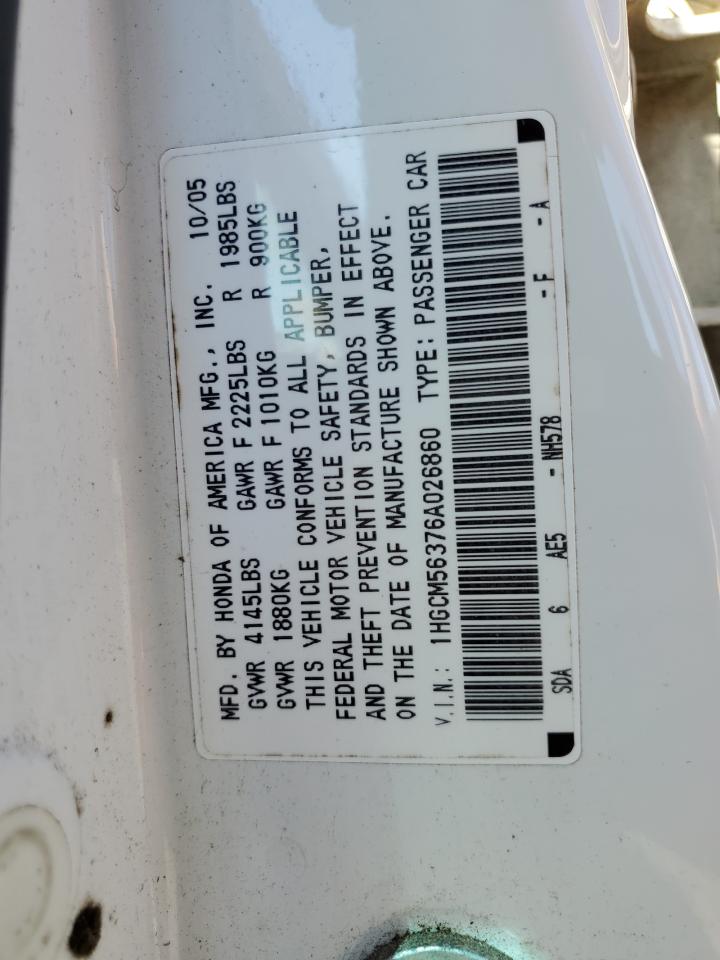 MFD. BY HONDA OF AMERICA MFG., INC. 10/05
GVWR 4145LBS GAWR F 2225LBS R 1985LBS
GVWR 1880KG GAWR F 1010KG R 900KG
THIS VEHICLE CONFORMS TO ALL APPLICABLE
FEDERAL MOTOR VEHICLE SAFETY, BUMPER,
AND THEFT PREVENTION STANDARDS IN EFFECT
ON THE DATE OF MANUFACTURE SHOWN ABOVE.
V.I.N.: 1HGCM56376A026860 TYPE: PASSENGER CAR
SDA 6 AE5 - NH578 - F - A